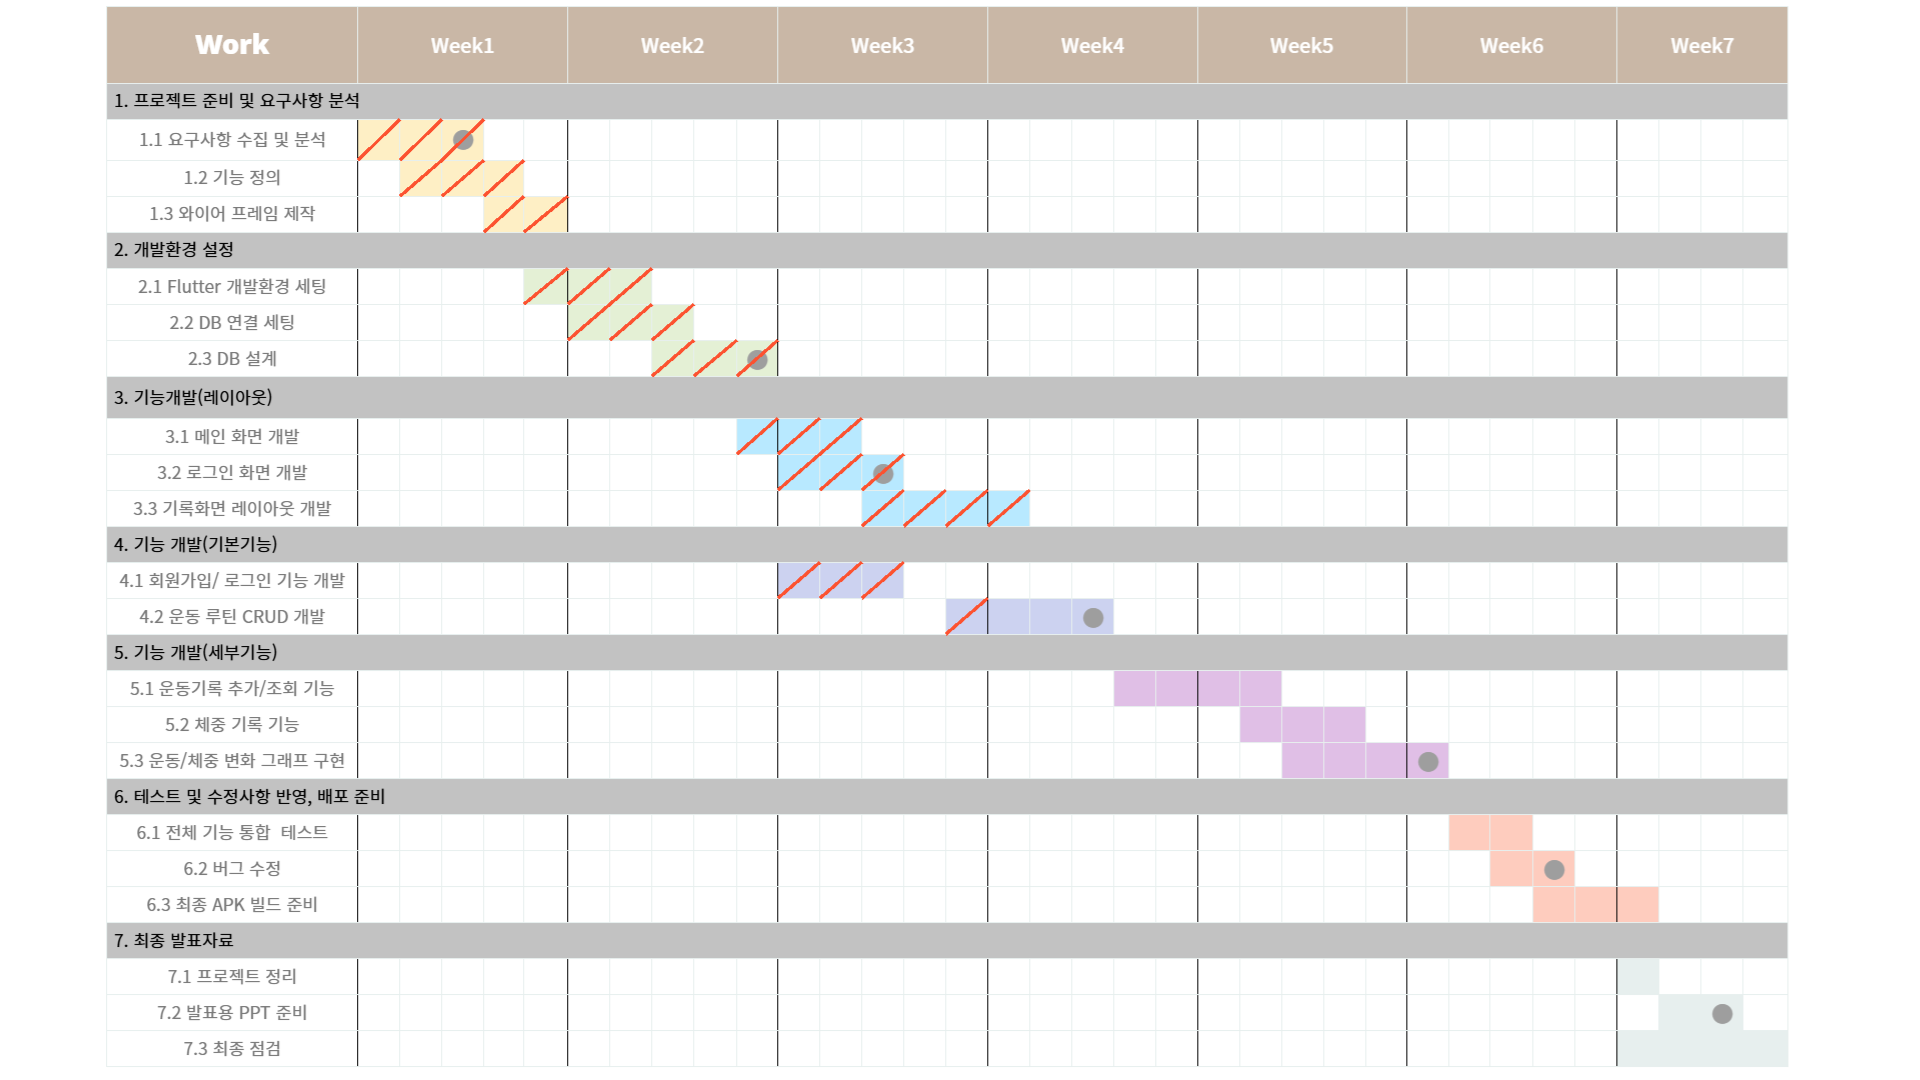 Work Week1 Week2 Week3 Week4 Week5 Week6 Week7
1. 프로젝트 준비 및 요구사항 분석
1.1 요구사항 수집 및 분석
1.2 기능 정의
1.3 와이어 프레임 제작
2. 개발환경 설정
2.1 Flutter 개발환경 세팅
2.2 DB 연결 세팅
2.3 DB 설계
3. 기능개발(레이아웃)
3.1 메인 화면 개발
3.2 로그인 화면 개발
3.3 기록화면 레이아웃 개발
4. 기능 개발(기본기능)
4.1 회원가입/ 로그인 기능 개발
4.2 운동 루틴 CRUD 개발
5. 기능 개발(세부기능)
5.1 운동기록 추가/조회 기능
5.2 체중 기록 기능
5.3 운동/체중 변화 그래프 구현
6. 테스트 및 수정사항 반영, 배포 준비
6.1 전체 기능 통합  테스트
6.2 버그 수정
6.3 최종 APK 빌드 준비
7. 최종 발표자료
7.1 프로젝트 정리
7.2 발표용 PPT 준비
7.3 최종 점검